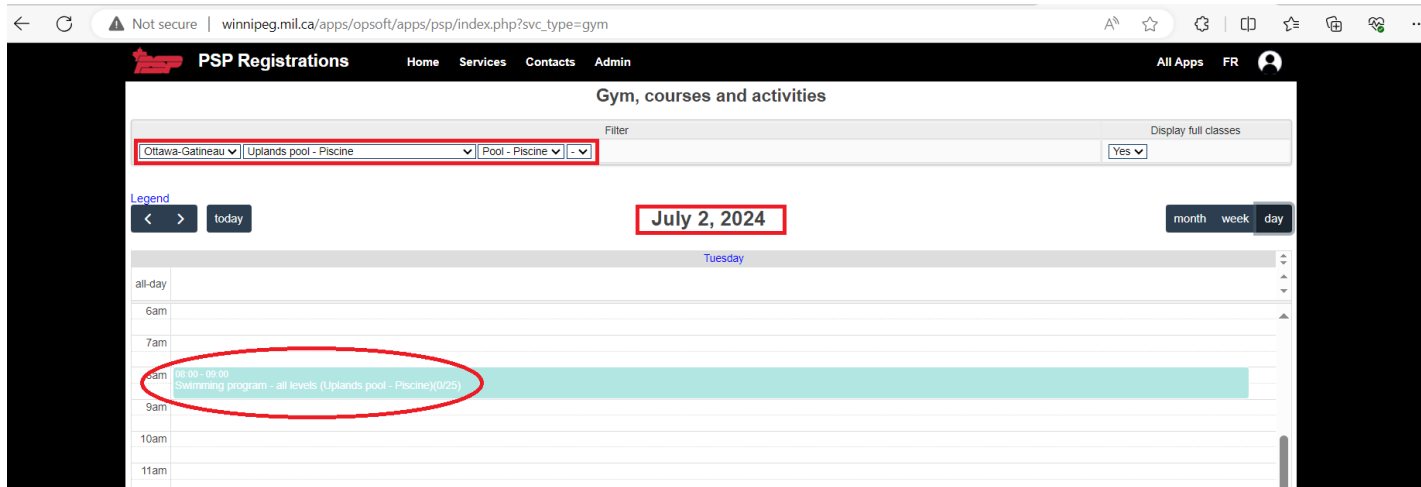 Not secure | winnipeg.mil.ca/apps/opsoft/apps/psp/index.php?svc_type=gym
PSP PSP Registrations Home Services Contacts Admin All Apps FR
Gym, courses and activities
Filter Display full classes
Ottawa-Gatineau Uplands pool - Piscine Pool - Piscine - Yes
Legend
< > today July 2, 2024 month week day
Tuesday
all-day
6am
7am
8am 08:00 - 09:00
Swimming program - all levels (Uplands pool - Piscine)(0/25)
9am
10am
11am